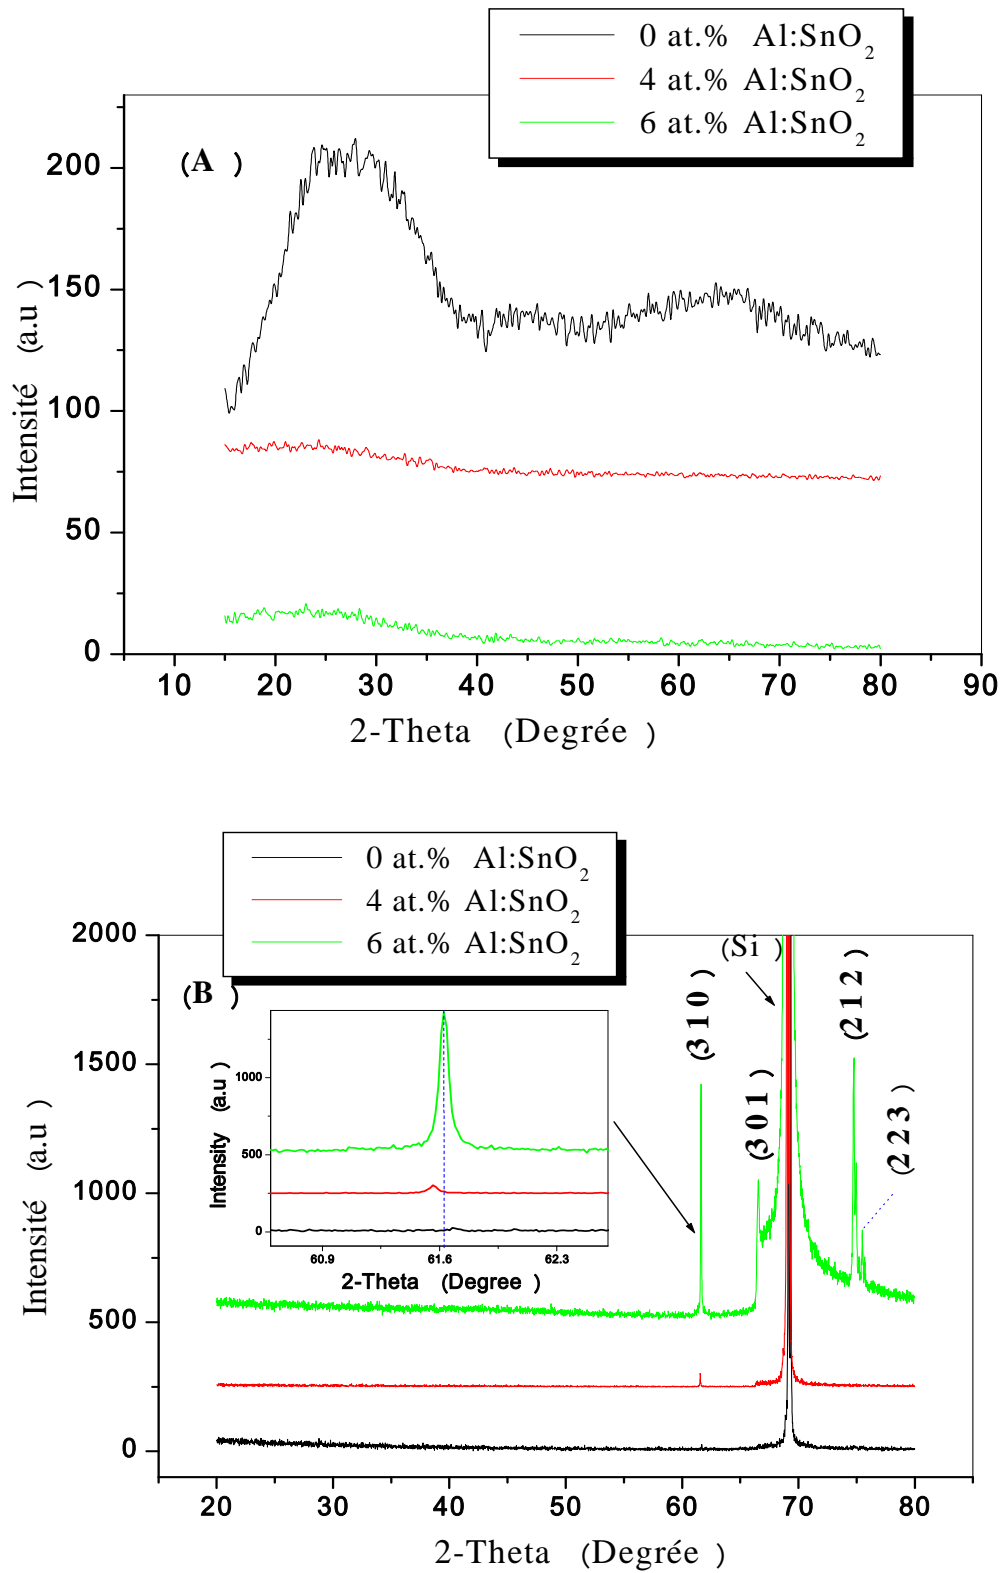 0 at.% Al:SnO2
4 at.% Al:SnO2
6 at.% Al:SnO2
(A )
200
150
100
50
0
Intensité (a.u )
10 20 30 40 50 60 70 80 90
2-Theta (Degrée )
0 at.% Al:SnO2
4 at.% Al:SnO2
6 at.% Al:SnO2
(B )
2000
1500
1000
500
0
Intensité (a.u )
(Si )
(310)
(301)
(212)
(223)
1000
500
0
Intensity (a.u )
60.9 61.6 62.3
2-Theta (Degree )
20 30 40 50 60 70 80
2-Theta (Degrée )